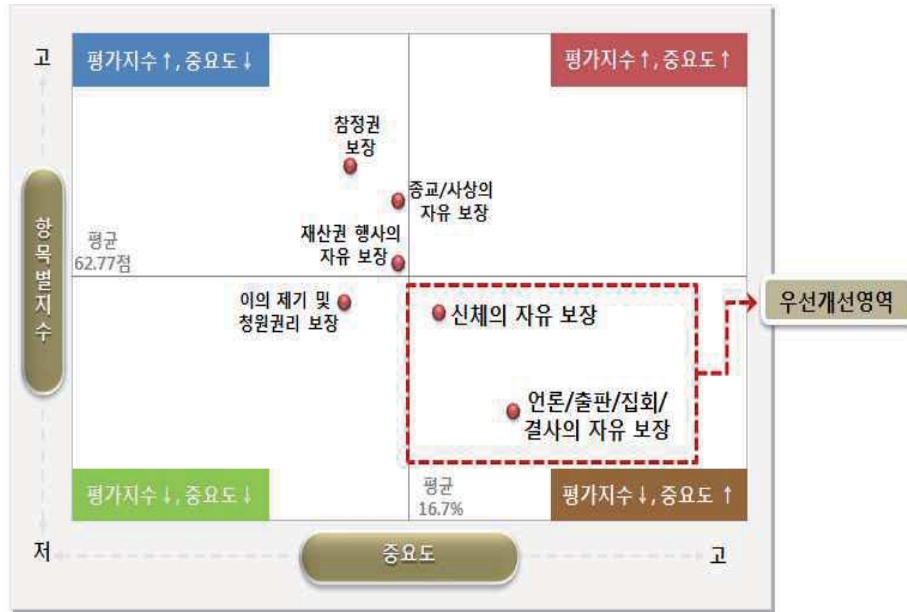 고
평가지수↑, 중요도↓
평가지수↑, 중요도↑
참정권
보장
종교/사상의
자유 보장
재산권 행사의
자유 보장
평균
62.77점
항목별지수
이의 제기 및
청원권리 보장
신체의 자유 보장
우선개선영역
언론/출판/집회/
결사의 자유 보장
평가지수↓, 중요도↓
평균
16.7%
평가지수↓, 중요도 ↑
저
중요도
고